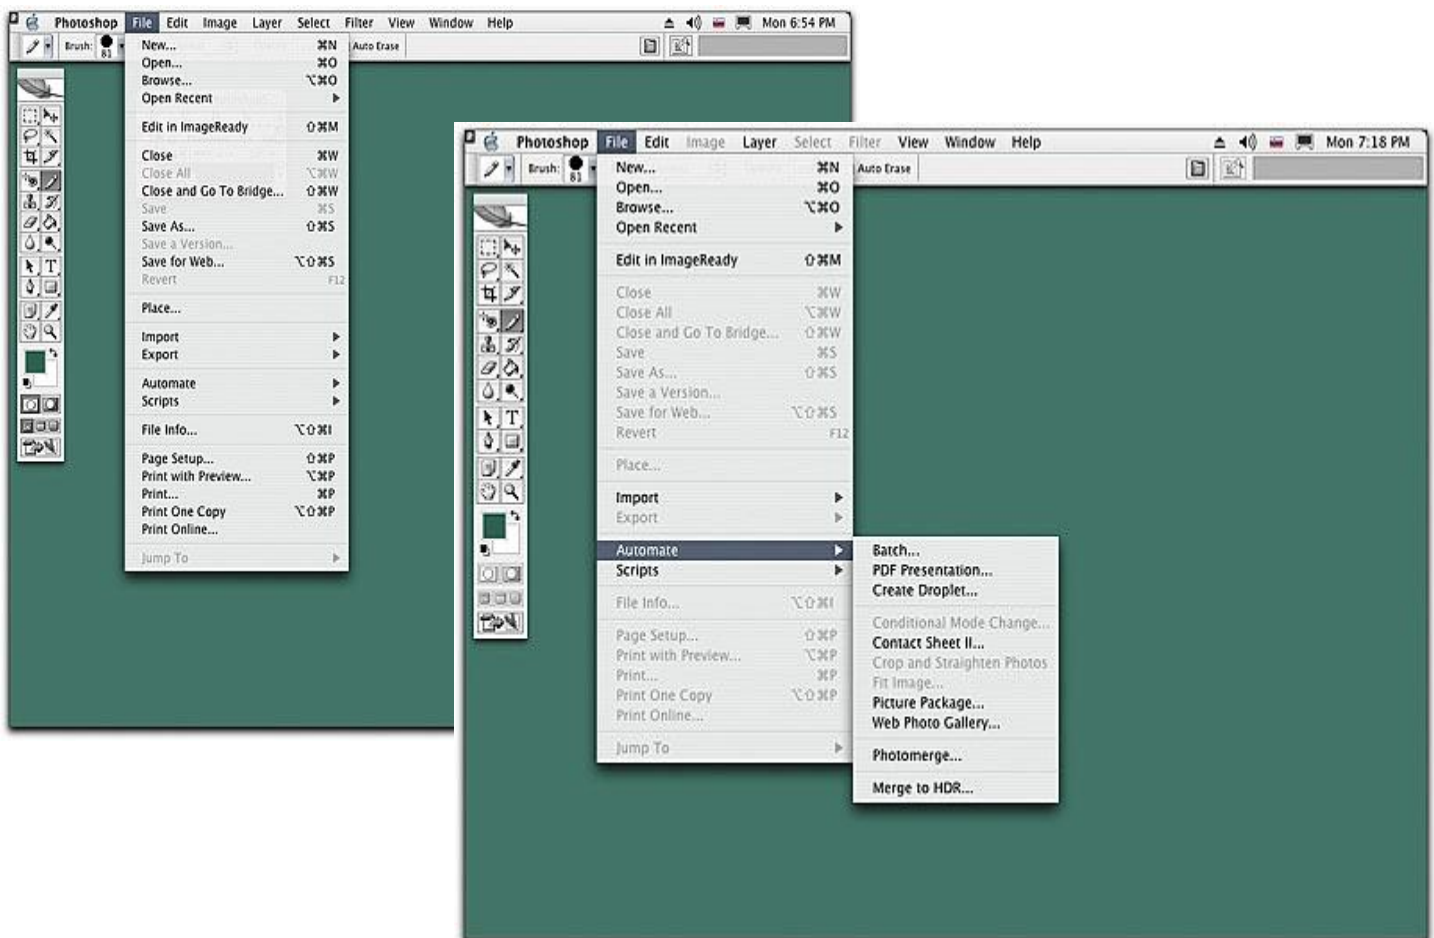 Photoshop File Edit Image Layer Select Filter View Window Help Mon 6:54 PM
Brush: 81 Auto Erase
New... ⌘N
Open... ⌘O
Browse... ⌥⌘O
Open Recent
Edit in ImageReady ⇧⌘M
Close ⌘W
Close All ⌥⌘W
Close and Go To Bridge... ⇧⌘W
Save ⌘S
Save As... ⇧⌘S
Save a Version...
Save for Web... ⌥⇧⌘S
Revert F12
Place...
Import
Export
Automate
Scripts
File Info... ⌥⇧⌘I
Page Setup... ⇧⌘P
Print with Preview... ⌥⌘P
Print... ⌘P
Print One Copy ⌥⇧⌘P
Print Online...
Jump To
T
Photoshop File Edit Image Layer Select Filter View Window Help Mon 7:18 PM
Brush: 81 Auto Erase
New... ⌘N
Open... ⌘O
Browse... ⌥⌘O
Open Recent
Edit in ImageReady ⇧⌘M
Close ⌘W
Close All ⌥⌘W
Close and Go To Bridge... ⇧⌘W
Save ⌘S
Save As... ⇧⌘S
Save a Version...
Save for Web... ⌥⇧⌘S
Revert F12
Place...
Import
Export
Automate
Scripts
File Info... ⌥⇧⌘I
Page Setup... ⇧⌘P
Print with Preview... ⌥⌘P
Print... ⌘P
Print One Copy ⌥⇧⌘P
Print Online...
Jump To
T
Batch...
PDF Presentation...
Create Droplet...
Conditional Mode Change...
Contact Sheet II...
Crop and Straighten Photos
Fit Image...
Picture Package...
Web Photo Gallery...
Photomerge...
Merge to HDR...